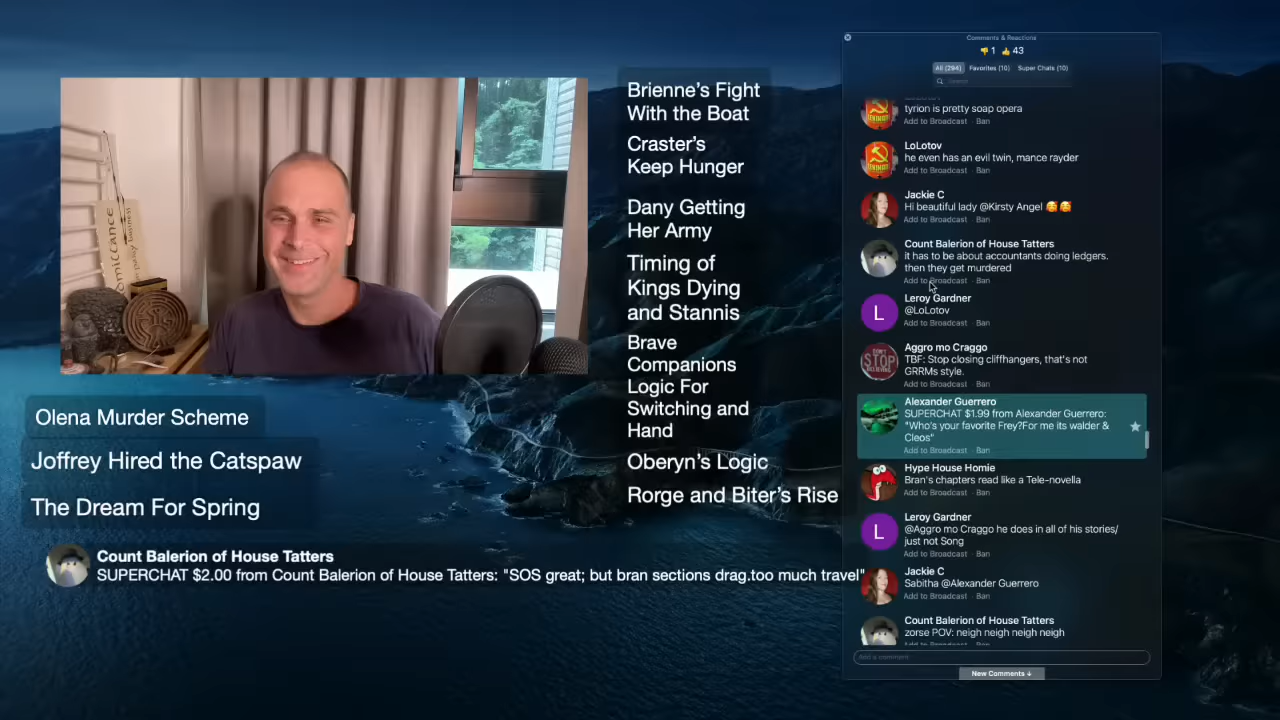 Brienne’s Fight
With the Boat
Craster’s
Keep Hunger
Dany Getting
Her Army
Timing of
Kings Dying
and Stannis
Brave
Companions
Logic For
Switching and
Hand
Oberyn’s Logic
Rorge and Biter’s Rise
Olena Murder Scheme
Joffrey Hired the Catspaw
The Dream For Spring
Count Balerion of House Tatters
SUPERCHAT $2.00 from Count Balerion of House Tatters: "SOS great; but bran sections drag.too much travel"
Comments & Reactions
👎 1 👍 43
All (294) Favorites (10) Super Chats (10)
Search
tyrion is pretty soap opera
Add to Broadcast · Ban
LoLotov
he even has an evil twin, mance rayder
Add to Broadcast · Ban
Jackie C
Hi beautiful lady @Kirsty Angel 🥰🥰
Add to Broadcast · Ban
Count Balerion of House Tatters
it has to be about accountants doing ledgers.
then they get murdered
Add to Broadcast · Ban
L
Leroy Gardner
@LoLotov
Add to Broadcast · Ban
Aggro mo Craggo
TBF: Stop closing cliffhangers, that's not
GRRMs style.
Add to Broadcast · Ban
Alexander Guerrero
SUPERCHAT $1.99 from Alexander Guerrero:
"Who's your favorite Frey?For me its walder &
Cleos"
Add to Broadcast · Ban
Hype House Homie
Bran's chapters read like a Tele-novella
Add to Broadcast · Ban
L
Leroy Gardner
@Aggro mo Craggo he does in all of his stories/
just not Song
Add to Broadcast · Ban
Jackie C
Sabitha @Alexander Guerrero
Add to Broadcast · Ban
Count Balerion of House Tatters
zorse POV: neigh neigh neigh neigh
Add to Broadcast · Ban
Add a comment
New Comments ↓